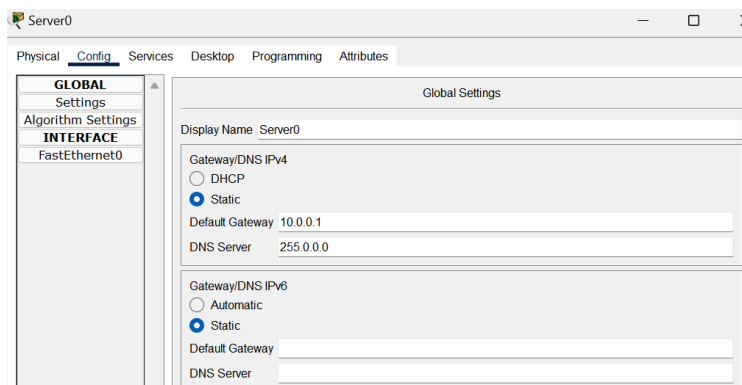 Server0
Physical Config Services Desktop Programming Attributes
GLOBAL
Settings
Algorithm Settings
INTERFACE
FastEthernet0
Global Settings
Display Name Server0
Gateway/DNS IPv4
DHCP
Static
Default Gateway 10.0.0.1
DNS Server 255.0.0.0
Gateway/DNS IPv6
Automatic
Static
Default Gateway
DNS Server